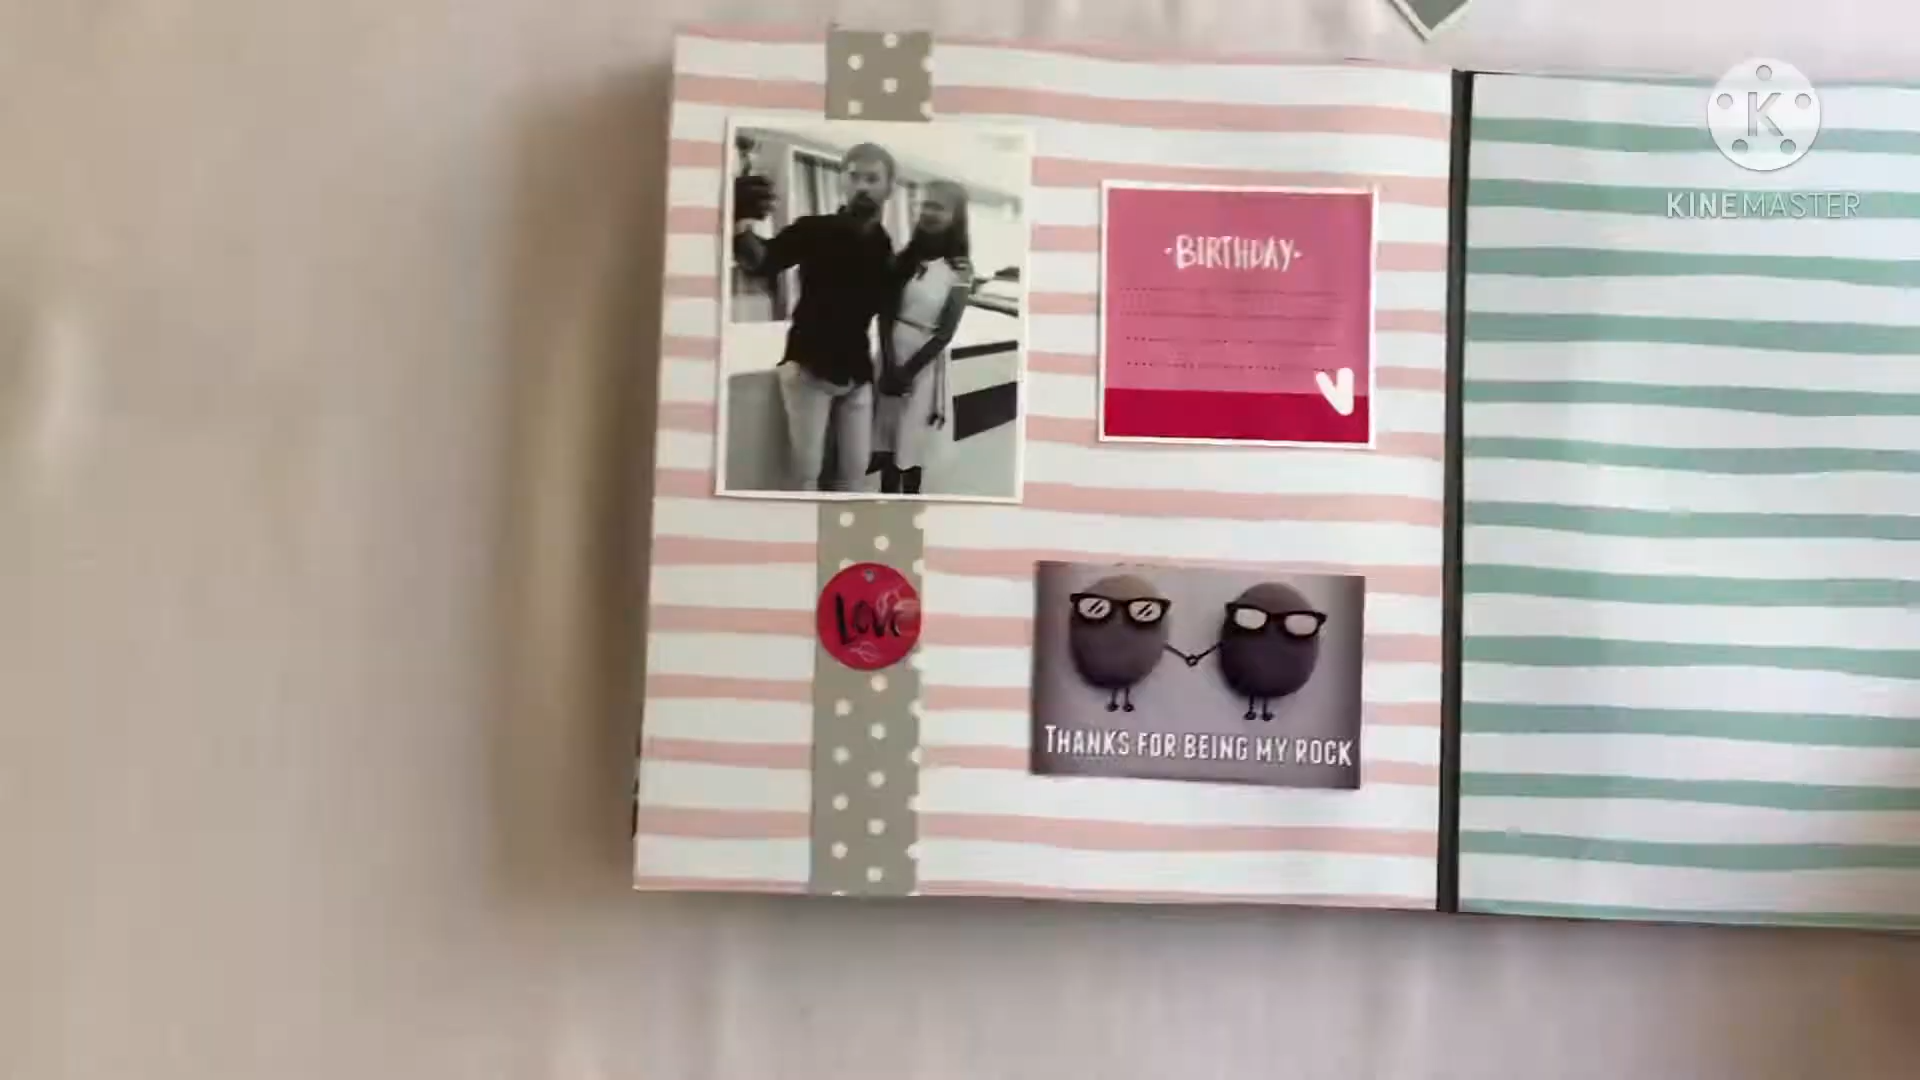 K
KINEMASTER
-BIRTHDAY-
LOVE
THANKS FOR BEING MY ROCK